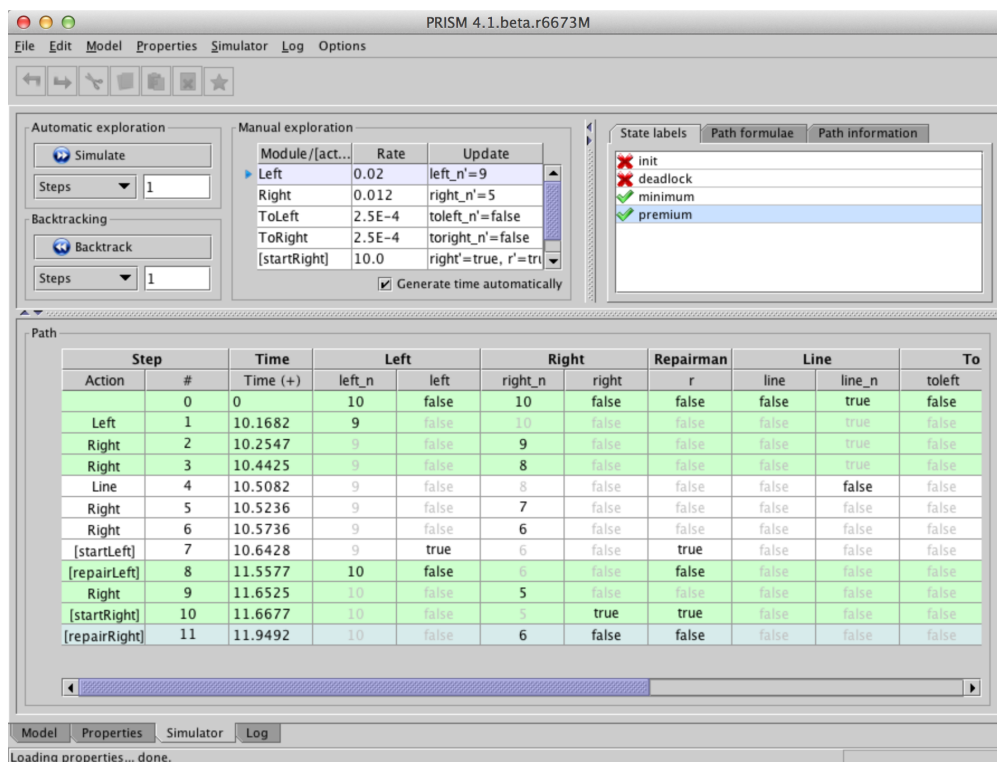 PRISM 4.1.beta.r6673M
File Edit Model Properties Simulator Log Options
Automatic exploration
Simulate
Steps 1
Backtracking
Backtrack
Steps 1
Manual exploration
Module/[act... Rate Update
Left 0.02 left_n'=9
Right 0.012 right_n'=5
ToLeft 2.5E-4 toleft_n'=false
ToRight 2.5E-4 toright_n'=false
[startRight] 10.0 right'=true, r'=tru
Generate time automatically
State labels Path formulae Path information
init
deadlock
minimum
premium
Path
Step Time Left Right Repairman Line To
Action # Time (+) left_n left right_n right r line line_n toleft
0 0 10 false 10 false false false true false
Left 1 10.1682 9 false 10 false false false true false
Right 2 10.2547 9 false 9 false false false true false
Right 3 10.4425 9 false 8 false false false true false
Line 4 10.5082 9 false 8 false false false false false
Right 5 10.5236 9 false 7 false false false false false
Right 6 10.5736 9 false 6 false false false false false
[startLeft] 7 10.6428 9 true 6 false true false false false
[repairLeft] 8 11.5577 10 false 6 false false false false false
Right 9 11.6525 10 false 5 false false false false false
[startRight] 10 11.6677 10 false 5 true true false false false
[repairRight] 11 11.9492 10 false 6 false false false false false
Model Properties Simulator Log
Loading properties... done.